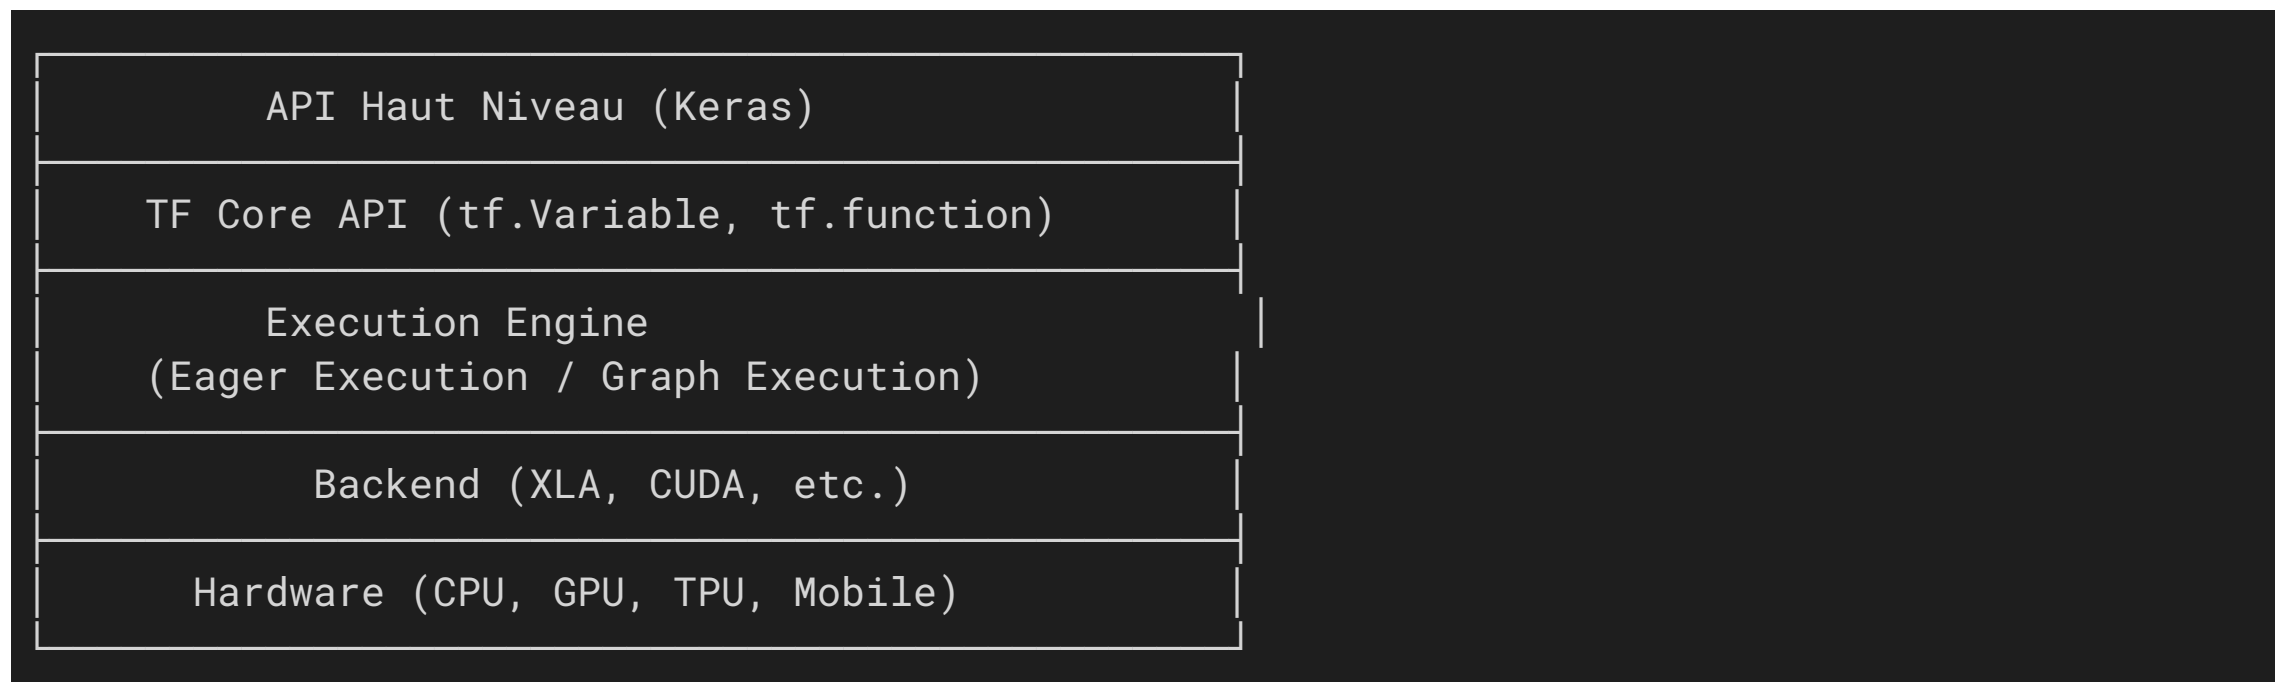 API Haut Niveau (Keras)
TF Core API (tf.Variable, tf.function)
Execution Engine
(Eager Execution / Graph Execution)
Backend (XLA, CUDA, etc.)
Hardware (CPU, GPU, TPU, Mobile)